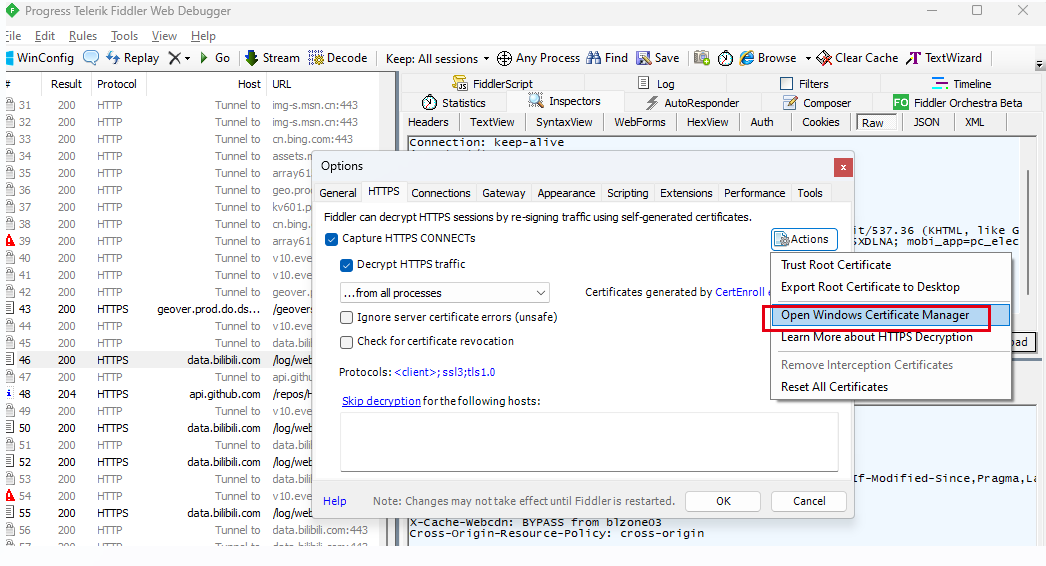 Progress Telerik Fiddler Web Debugger
File Edit Rules Tools View Help
WinConfig Replay Go Stream Decode Keep: All sessions Any Process Find Save Browse Clear Cache TextWizard
# Result Protocol Host URL
31 200 HTTP Tunnel to img-s.msn.cn:443
32 200 HTTP Tunnel to img-s.msn.cn:443
33 200 HTTP Tunnel to cn.bing.com:443
34 200 HTTP Tunnel to assets.m
35 200 HTTP Tunnel to array61
36 200 HTTP Tunnel to geo.pro
37 200 HTTP Tunnel to kv601.p
38 200 HTTP Tunnel to cn.bing.
39 200 HTTP Tunnel to array61
40 200 HTTP Tunnel to v10.eve
41 200 HTTP Tunnel to v10.eve
42 200 HTTP Tunnel to geover.
43 200 HTTPS geover.prod.do.ds... /geovers
44 200 HTTP Tunnel to v10.eve
45 200 HTTP Tunnel to data.bili
46 200 HTTPS data.bilibili.com /log/web
47 200 HTTP Tunnel to api.githu
48 204 HTTPS api.github.com /repos/H
49 200 HTTP Tunnel to v10.eve
50 200 HTTPS data.bilibili.com /log/web
51 200 HTTP Tunnel to data.bili
52 200 HTTPS data.bilibili.com /log/web
53 200 HTTP Tunnel to data.bili
54 200 HTTP Tunnel to v10.eve
55 200 HTTPS data.bilibili.com /log/web
56 200 HTTP Tunnel to data.bilibili.com:443
57 200 HTTP Tunnel to data.bilibili.com:443
FiddlerScript Log Filters Timeline
Statistics Inspectors AutoResponder Composer FO Fiddler Orchestra Beta
Headers TextView SyntaxView WebForms HexView Auth Cookies Raw JSON XML
Connection: keep-alive
it/537.36 (KHTML, like G
SXDLNA; mobi_app=pc_elec
oad
If-Modified-Since,Pragma,La
X-Cache-Webcdn: BYPASS from blzone03
Cross-Origin-Resource-Policy: cross-origin
Options
x
General HTTPS Connections Gateway Appearance Scripting Extensions Performance Tools
Fiddler can decrypt HTTPS sessions by re-signing traffic using self-generated certificates.
Capture HTTPS CONNECTs
Actions
Decrypt HTTPS traffic
...from all processes
Certificates generated by CertEnroll e
Ignore server certificate errors (unsafe)
Check for certificate revocation
Protocols: <client>;ssl3;tls1.0
Skip decryption for the following hosts:
Help
Note: Changes may not take effect until Fiddler is restarted.
OK
Cancel
Trust Root Certificate
Export Root Certificate to Desktop
Open Windows Certificate Manager
Learn More about HTTPS Decryption
Remove Interception Certificates
Reset All Certificates